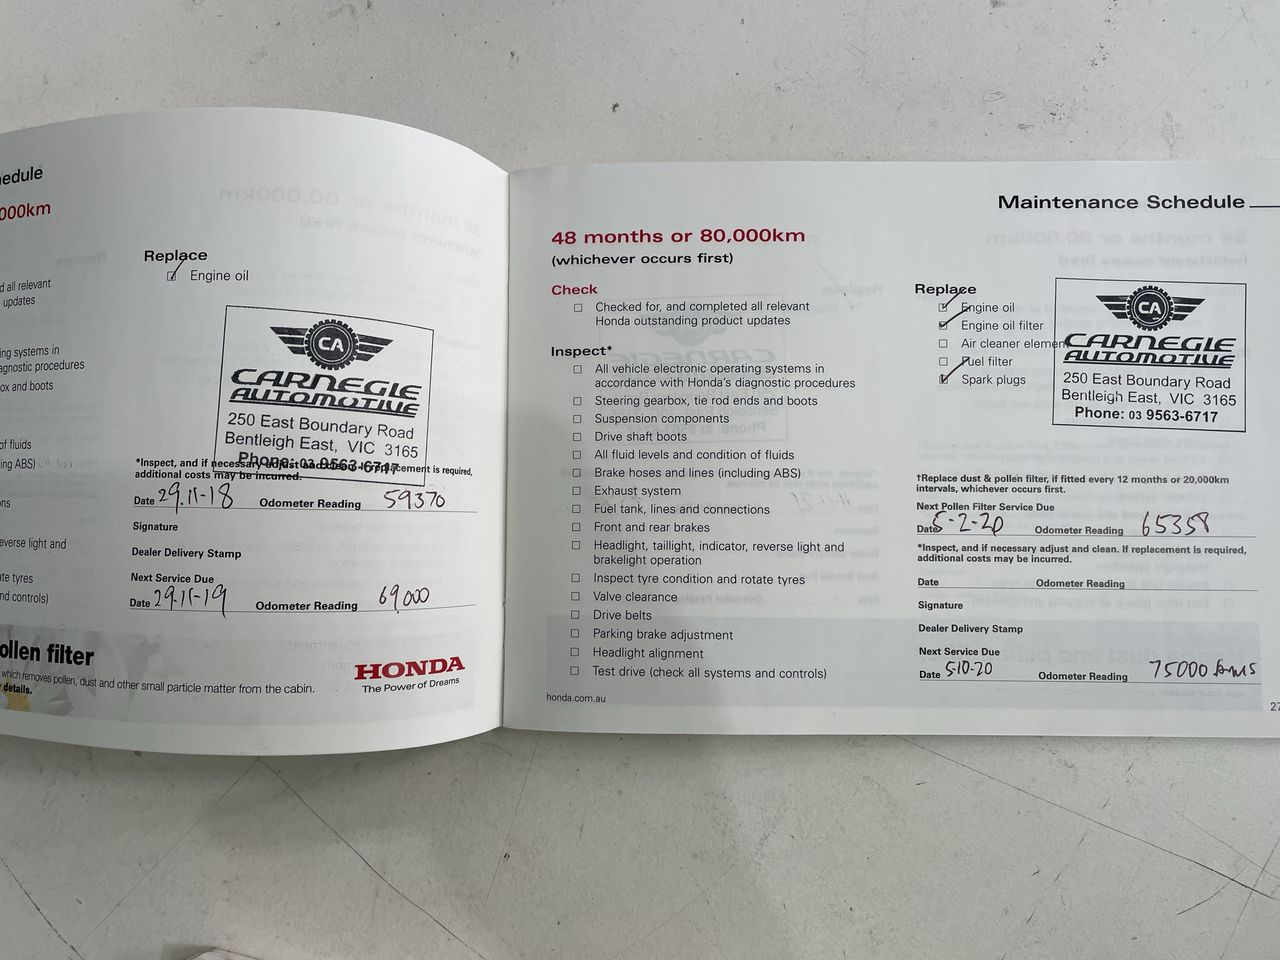 edule
000km
d all relevant
updates
ing systems in
agnostic procedures
ox and boots
of fluids
ing ABS)
ons
everse light and
ate tyres
nd controls)
Replace
Engine oil
CA
CARNEGIE
AUTOMOTIVE
250 East Boundary Road
Bentleigh East, VIC 3165
Phone: 03 9563-6717
*Inspect, and if necessary adjust and clean. If replacement is required,
additional costs may be incurred.
Date 29.11-18 Odometer Reading 59370
Signature
Dealer Delivery Stamp
Next Service Due
Date 29.11-19 Odometer Reading 69,000
ollen filter
which removes pollen, dust and other small particle matter from the cabin.
details.
HONDA
The Power of Dreams
Maintenance Schedule
48 months or 80,000km
(whichever occurs first)
Check
Checked for, and completed all relevant
Honda outstanding product updates
Inspect*
All vehicle electronic operating systems in
accordance with Honda's diagnostic procedures
Steering gearbox, tie rod ends and boots
Suspension components
Drive shaft boots
All fluid levels and condition of fluids
Brake hoses and lines (including ABS)
Exhaust system
Fuel tank, lines and connections
Front and rear brakes
Headlight, taillight, indicator, reverse light and
brakelight operation
Inspect tyre condition and rotate tyres
Valve clearance
Drive belts
Parking brake adjustment
Headlight alignment
Test drive (check all systems and controls)
honda.com.au
Replace
Engine oil
Engine oil filter
Air cleaner elemen
Fuel filter
Spark plugs
CA
CARNEGIE
AUTOMOTIVE
250 East Boundary Road
Bentleigh East, VIC 3165
Phone: 03 9563-6717
†Replace dust & pollen filter, if fitted every 12 months or 20,000km
intervals, whichever occurs first.
Next Pollen Filter Service Due
Date 5-2-20 Odometer Reading 65358
*Inspect, and if necessary adjust and clean. If replacement is required,
additional costs may be incurred.
Date Odometer Reading
Signature
Dealer Delivery Stamp
Next Service Due
Date 510-20 Odometer Reading 75000 kms
27